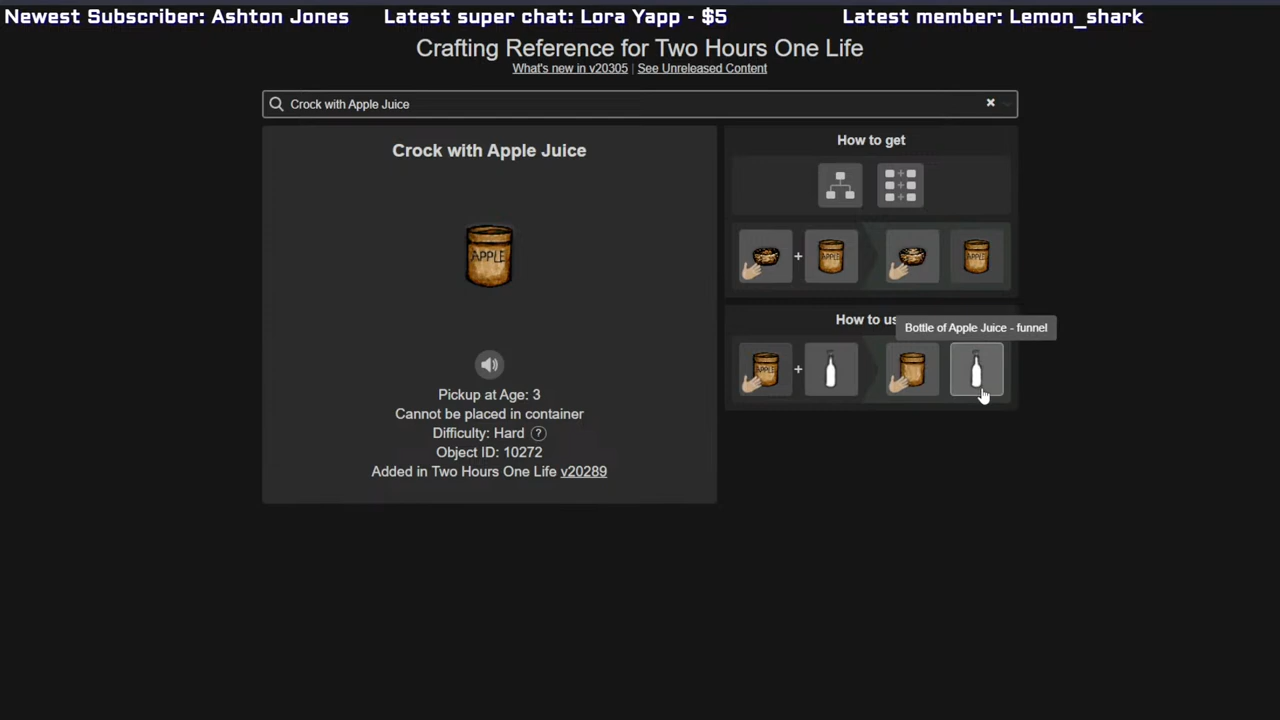 Newest Subscriber: Ashton Jones Latest super chat: Lora Yapp - $5 Latest member: Lemon_shark
Crafting Reference for Two Hours One Life
What's new in v20305 | See Unreleased Content
Crock with Apple Juice
Crock with Apple Juice
APPLE
Pickup at Age: 3
Cannot be placed in container
Difficulty: Hard ?
Object ID: 10272
Added in Two Hours One Life v20289
How to get
+ APPLE APPLE
How to us
Bottle of Apple Juice - funnel
APPLE +